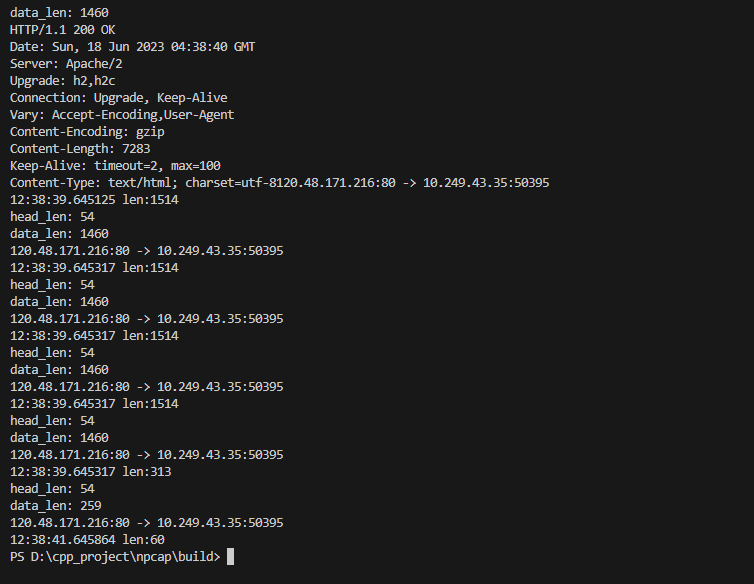 data_len: 1460
HTTP/1.1 200 OK
Date: Sun, 18 Jun 2023 04:38:40 GMT
Server: Apache/2
Upgrade: h2,h2c
Connection: Upgrade, Keep-Alive
Vary: Accept-Encoding,User-Agent
Content-Encoding: gzip
Content-Length: 7283
Keep-Alive: timeout=2, max=100
Content-Type: text/html; charset=utf-8120.48.171.216:80 -> 10.249.43.35:50395
12:38:39.645125 len:1514
head_len: 54
data_len: 1460
120.48.171.216:80 -> 10.249.43.35:50395
12:38:39.645317 len:1514
head_len: 54
data_len: 1460
120.48.171.216:80 -> 10.249.43.35:50395
12:38:39.645317 len:1514
head_len: 54
data_len: 1460
120.48.171.216:80 -> 10.249.43.35:50395
12:38:39.645317 len:1514
head_len: 54
data_len: 1460
120.48.171.216:80 -> 10.249.43.35:50395
12:38:39.645317 len:313
head_len: 54
data_len: 259
120.48.171.216:80 -> 10.249.43.35:50395
12:38:41.645864 len:60
PS D:\cpp_project\npcap\build>